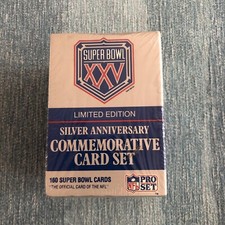 SUPER BOWL
XXV
LIMITED EDITION
SILVER ANNIVERSARY
COMMEMORATIVE
CARD SET
160 SUPER BOWL CARDS
"THE OFFICIAL CARD OF THE NFL"
NFL
PRO
SET